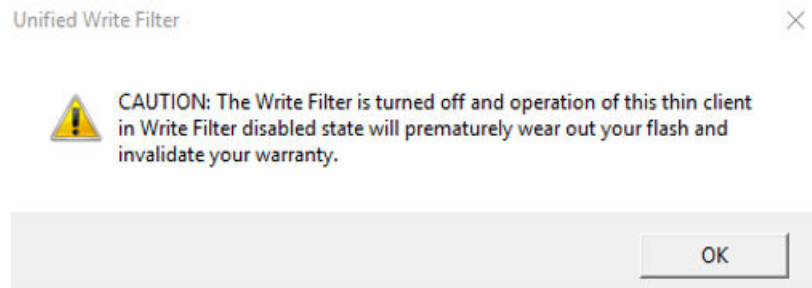 Unified Write Filter
CAUTION: The Write Filter is turned off and operation of this thin client
in Write Filter disabled state will prematurely wear out your flash and
invalidate your warranty.
OK